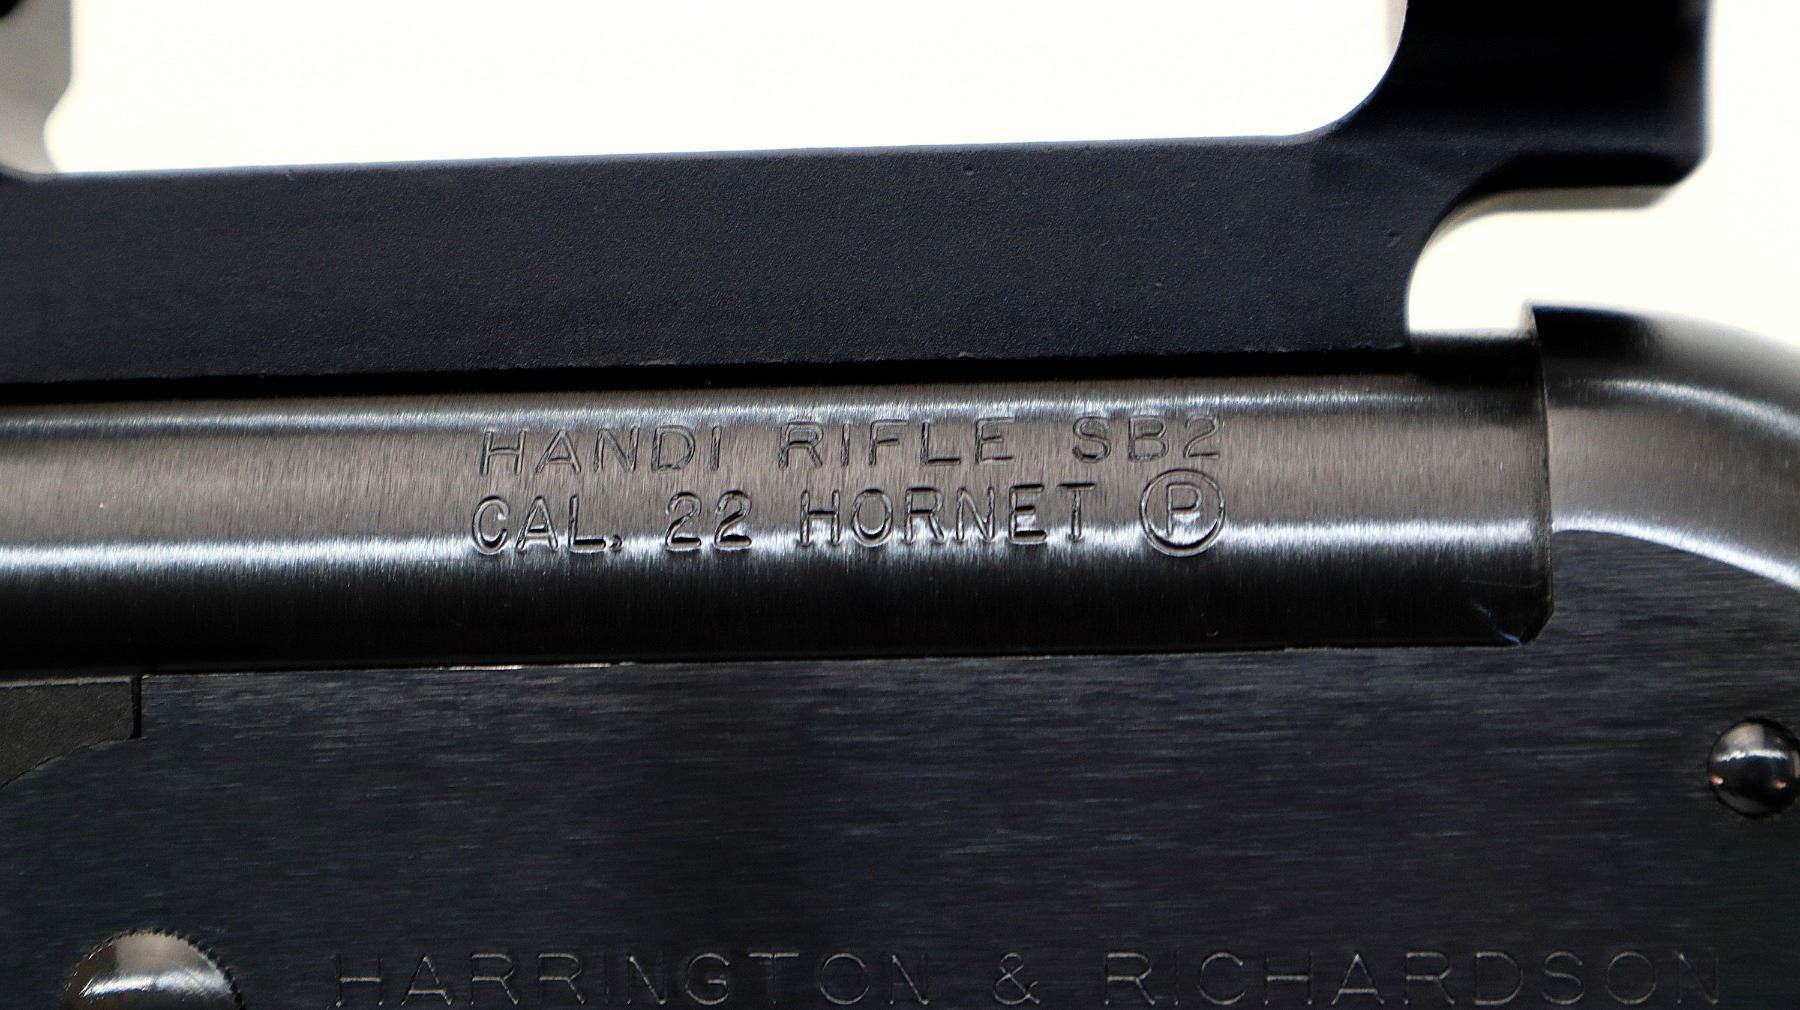 HANDI RIFLE SB2
CAL. 22 HORNET P
HARRINGTON & RICHARDSON